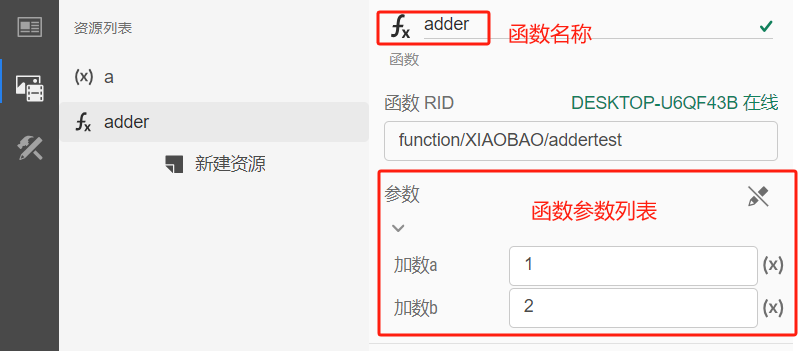 资源列表
(x) a
fx adder
新建资源
fx adder
函数名称
函数
函数 RID
DESKTOP-U6QF43B 在线
function/XIAOBAO/addertest
参数
函数参数列表
加数a
1
(x)
加数b
2
(x)